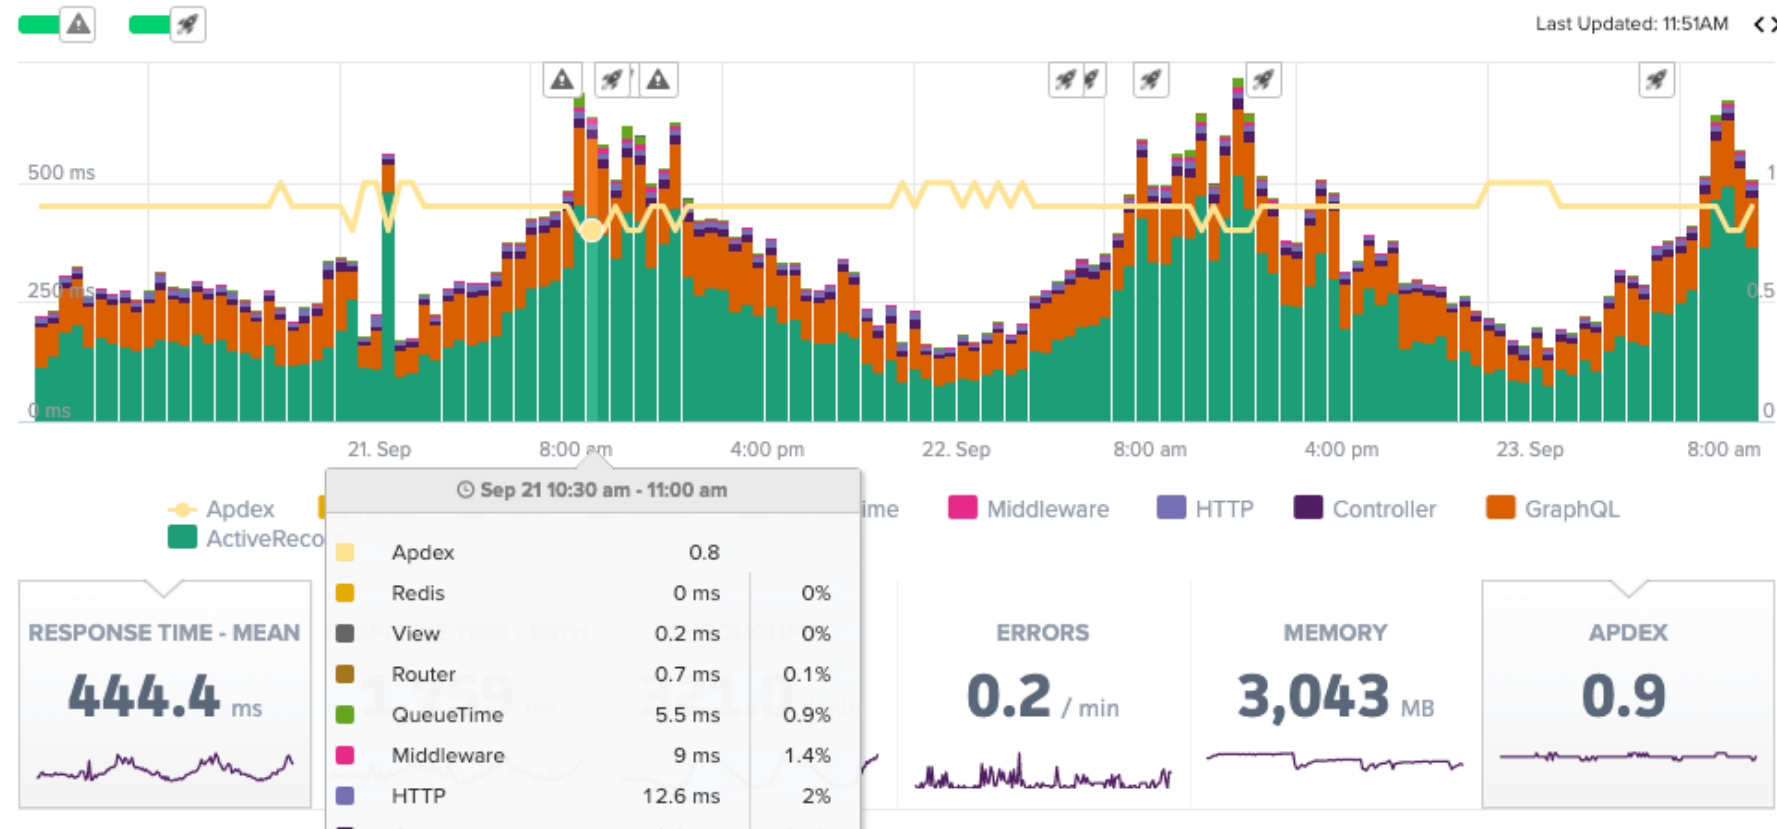 Last Updated: 11:51AM
500 ms
1
250 ms
0.5
0 ms
0
21. Sep 8:00 am 4:00 pm 22. Sep 8:00 am 4:00 pm 23. Sep 8:00 am
Sep 21 10:30 am - 11:00 am
Apdex ime Middleware HTTP Controller GraphQL
ActiveRecord
Apdex 0.8
Redis 0 ms 0%
View 0.2 ms 0%
Router 0.7 ms 0.1%
QueueTime 5.5 ms 0.9%
Middleware 9 ms 1.4%
HTTP 12.6 ms 2%
RESPONSE TIME - MEAN
444.4 ms
ERRORS
0.2 / min
MEMORY
3,043 MB
APDEX
0.9